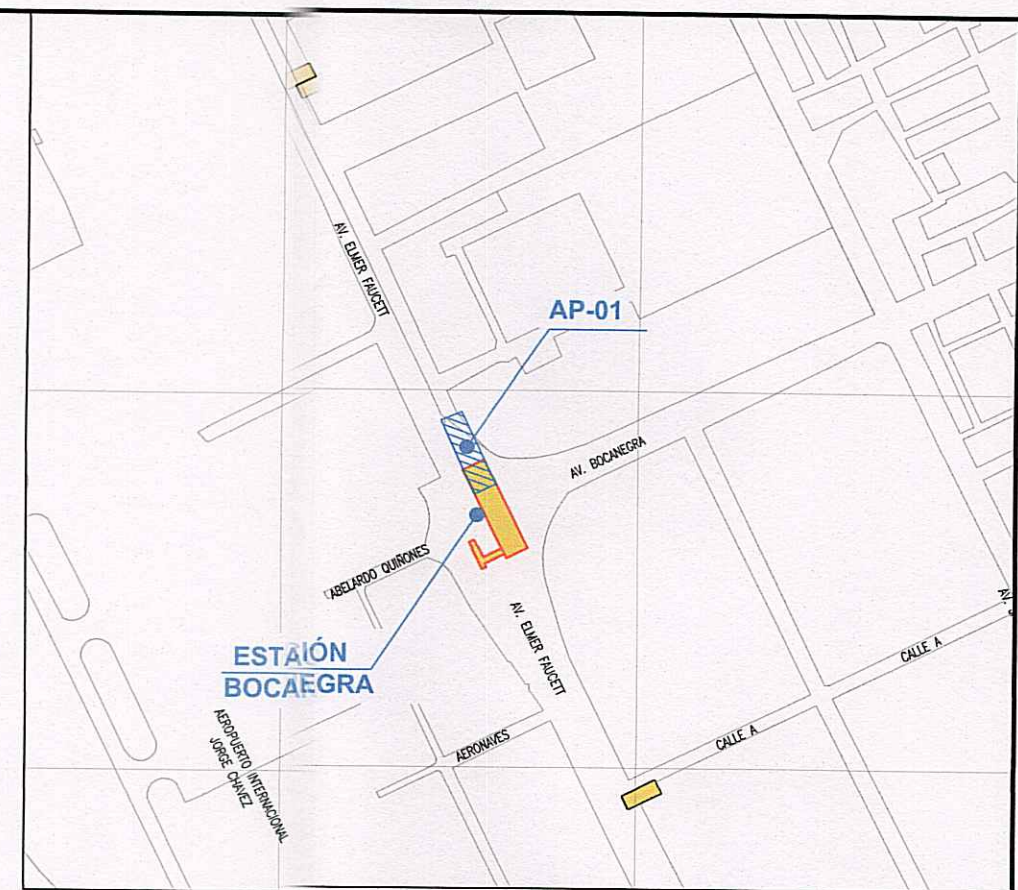 AV. ELMER FAUCETT
AP-01
AV. BOCANEGRA
ABELARDO QUIÑONES
AV. ELMER FAUCETT
ESTAIÓN
BOCAEGRA
CALLE A
AV.
AEROPUERTO INTERNACIONAL
JORGE CHAVEZ
AERONAVES
CALLE A